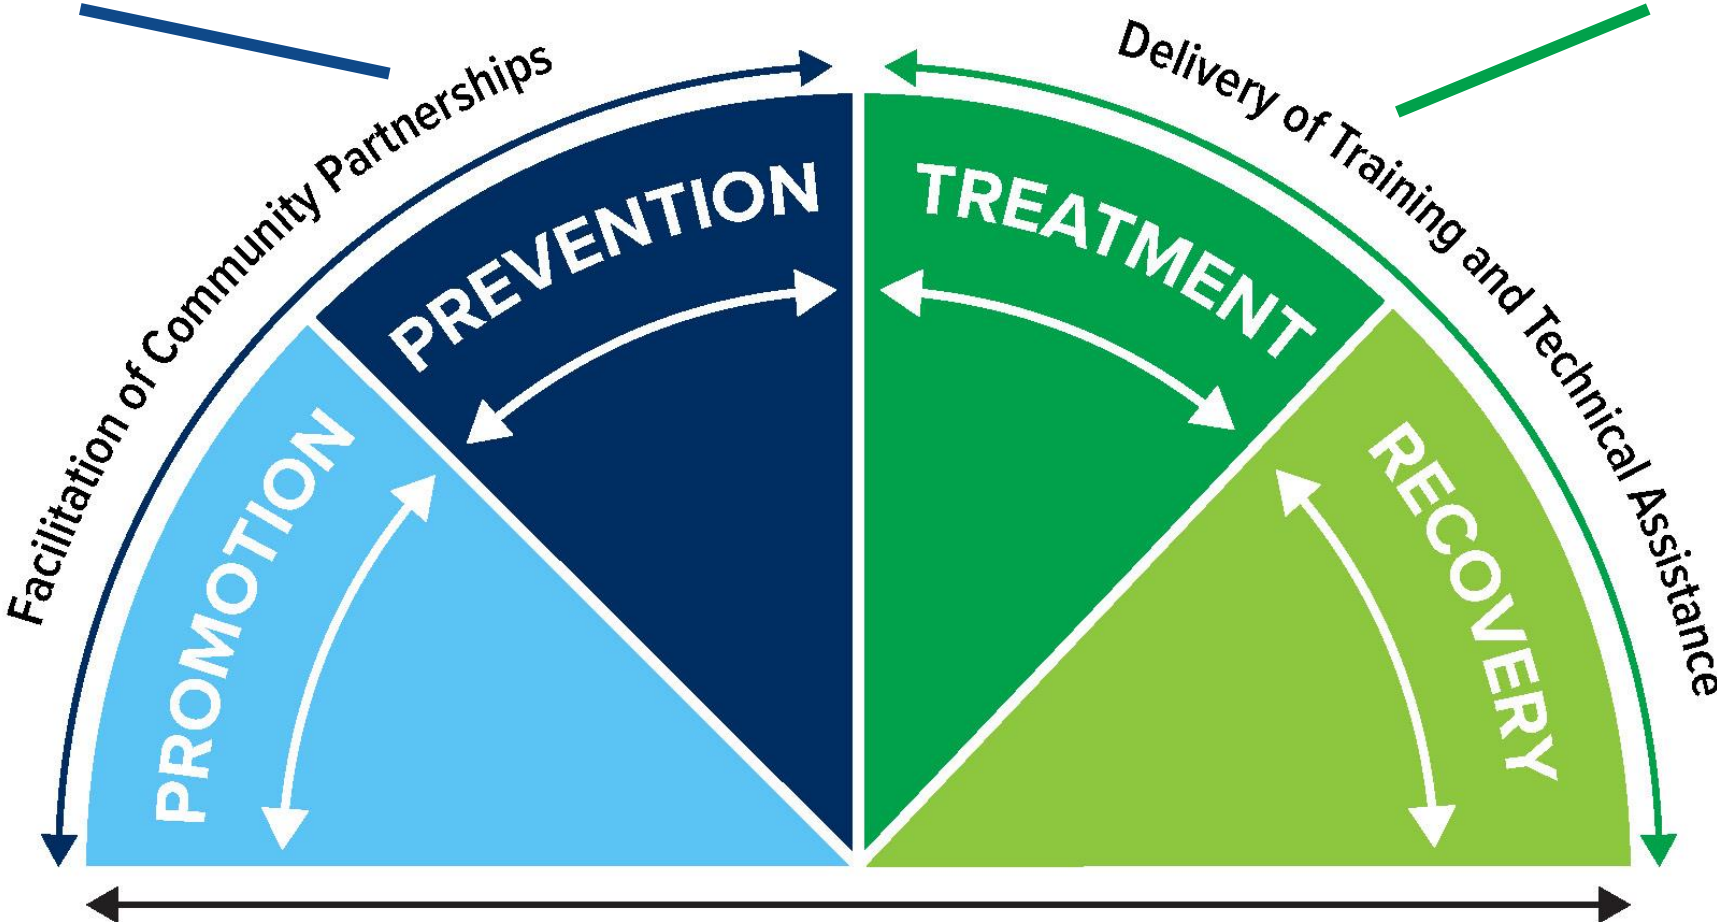 Facilitation of Community Partnerships
Delivery of Training and Technical Assistance
PROMOTION
PREVENTION
TREATMENT
RECOVERY